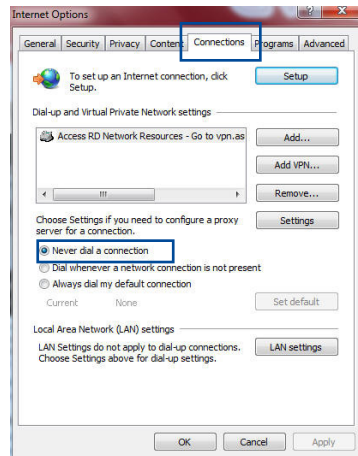 Internet Options
General Security Privacy Content Connections Programs Advanced
To set up an Internet connection, click
Setup.
Setup
Dial-up and Virtual Private Network settings
Access RD Network Resources - Go to vpn.as
Add...
Add VPN...
Remove...
Choose Settings if you need to configure a proxy
server for a connection.
Settings
Never dial a connection
Dial whenever a network connection is not present
Always dial my default connection
Current None
Set default
Local Area Network (LAN) settings
LAN Settings do not apply to dial-up connections.
Choose Settings above for dial-up settings.
LAN settings
OK Cancel Apply